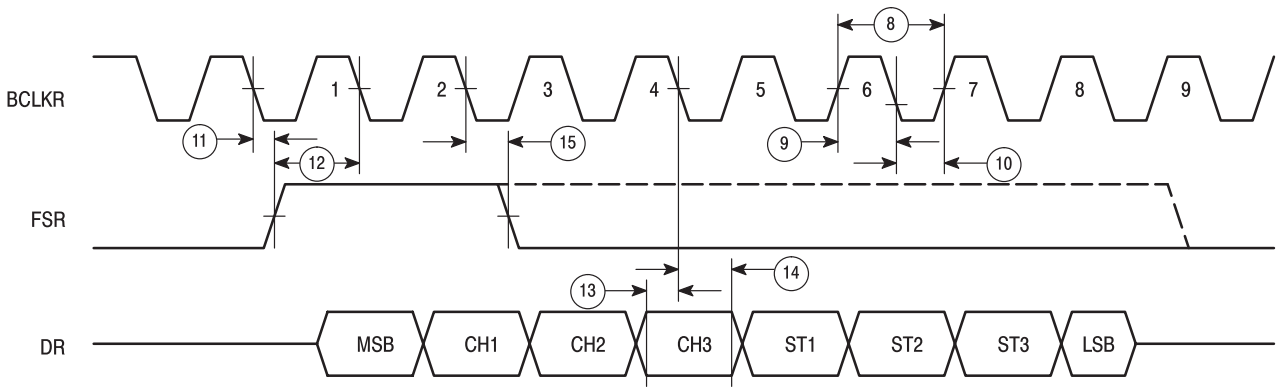 8
BCLKR 1 2 3 4 5 6 7 8 9
11 15 9 10
12
FSR
13 14
DR MSB CH1 CH2 CH3 ST1 ST2 ST3 LSB